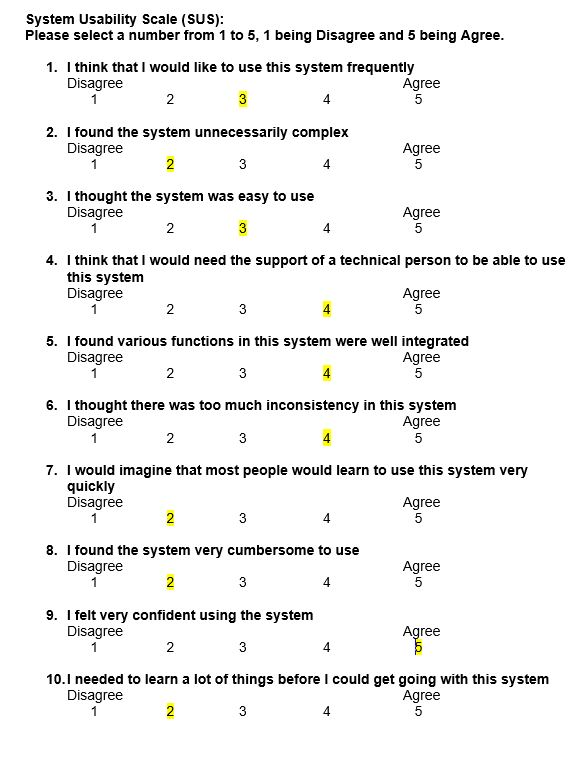 System Usability Scale (SUS):
Please select a number from 1 to 5, 1 being Disagree and 5 being Agree.
1. I think that I would like to use this system frequently
Disagree Agree
1 2 3 4 5
2. I found the system unnecessarily complex
Disagree Agree
1 2 3 4 5
3. I thought the system was easy to use
Disagree Agree
1 2 3 4 5
4. I think that I would need the support of a technical person to be able to use
this system
Disagree Agree
1 2 3 4 5
5. I found various functions in this system were well integrated
Disagree Agree
1 2 3 4 5
6. I thought there was too much inconsistency in this system
Disagree Agree
1 2 3 4 5
7. I would imagine that most people would learn to use this system very
quickly
Disagree Agree
1 2 3 4 5
8. I found the system very cumbersome to use
Disagree Agree
1 2 3 4 5
9. I felt very confident using the system
Disagree Agree
1 2 3 4 5
10. I needed to learn a lot of things before I could get going with this system
Disagree Agree
1 2 3 4 5